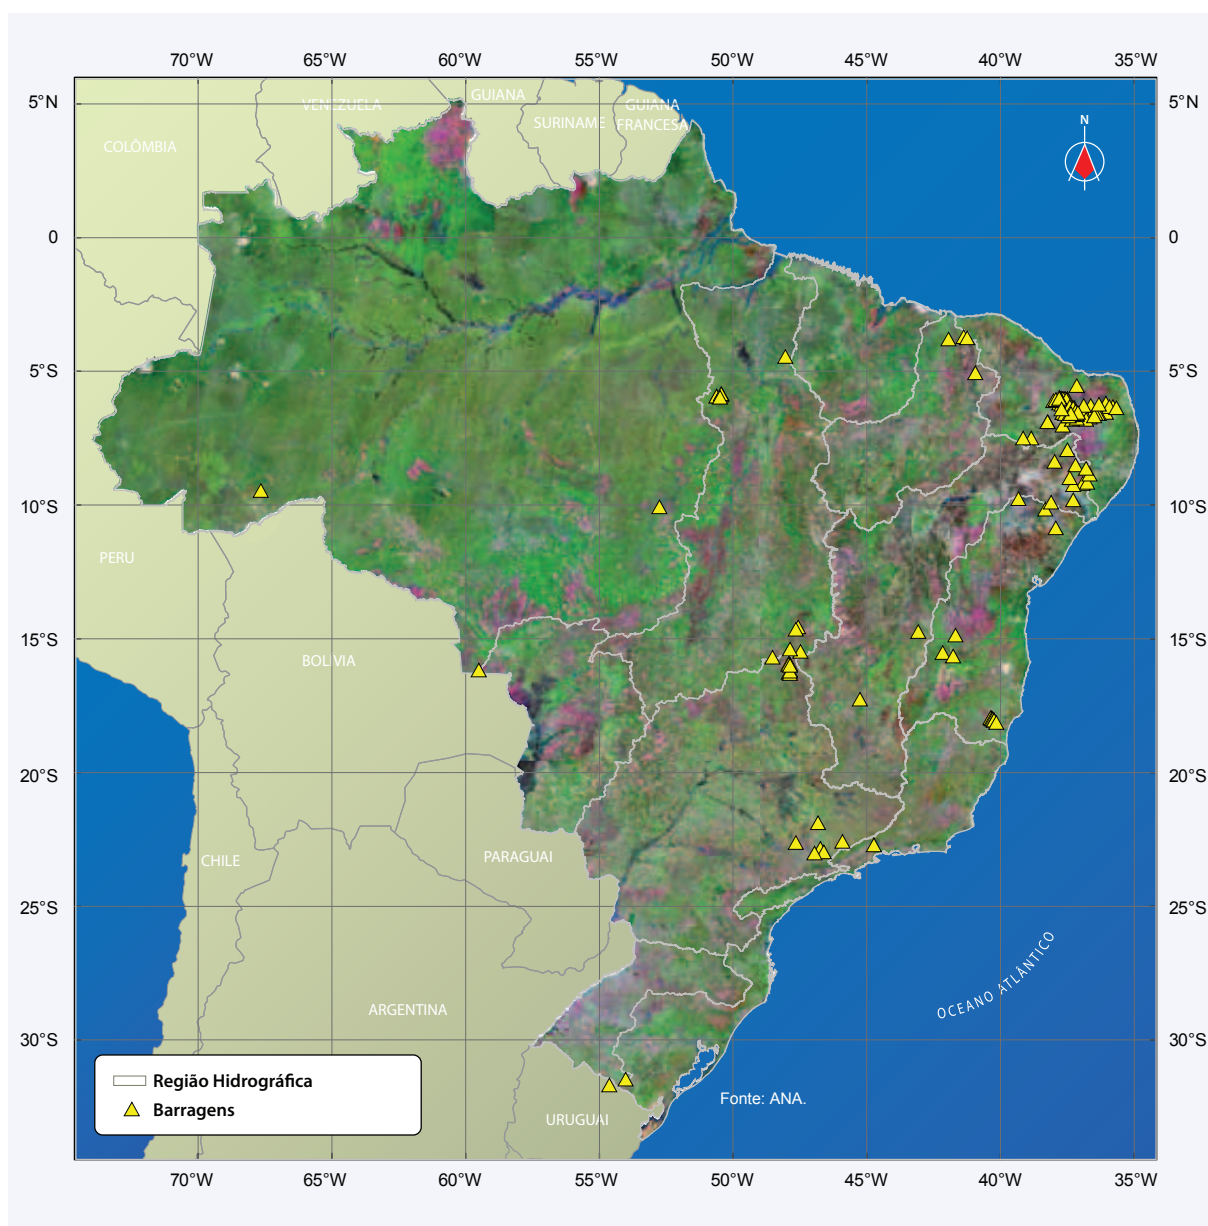 70°W 65°W 60°W 55°W 50°W 45°W 40°W 35°W
5°N 5°N
VENEZUELA
GUIANA
GUIANA
FRANCESA
SURINAME
COLÔMBIA
N
0 0
5°S 5°S
10°S 10°S
PERU
15°S 15°S
BOLIVIA
20°S 20°S
CHILE
PARAGUAI
25°S 25°S
OCEANO ATLÂNTICO
ARGENTINA
30°S 30°S
Região Hidrográfica
Barragens
Fonte: ANA.
URUGUAI
70°W 65°W 60°W 55°W 50°W 45°W 40°W 35°W